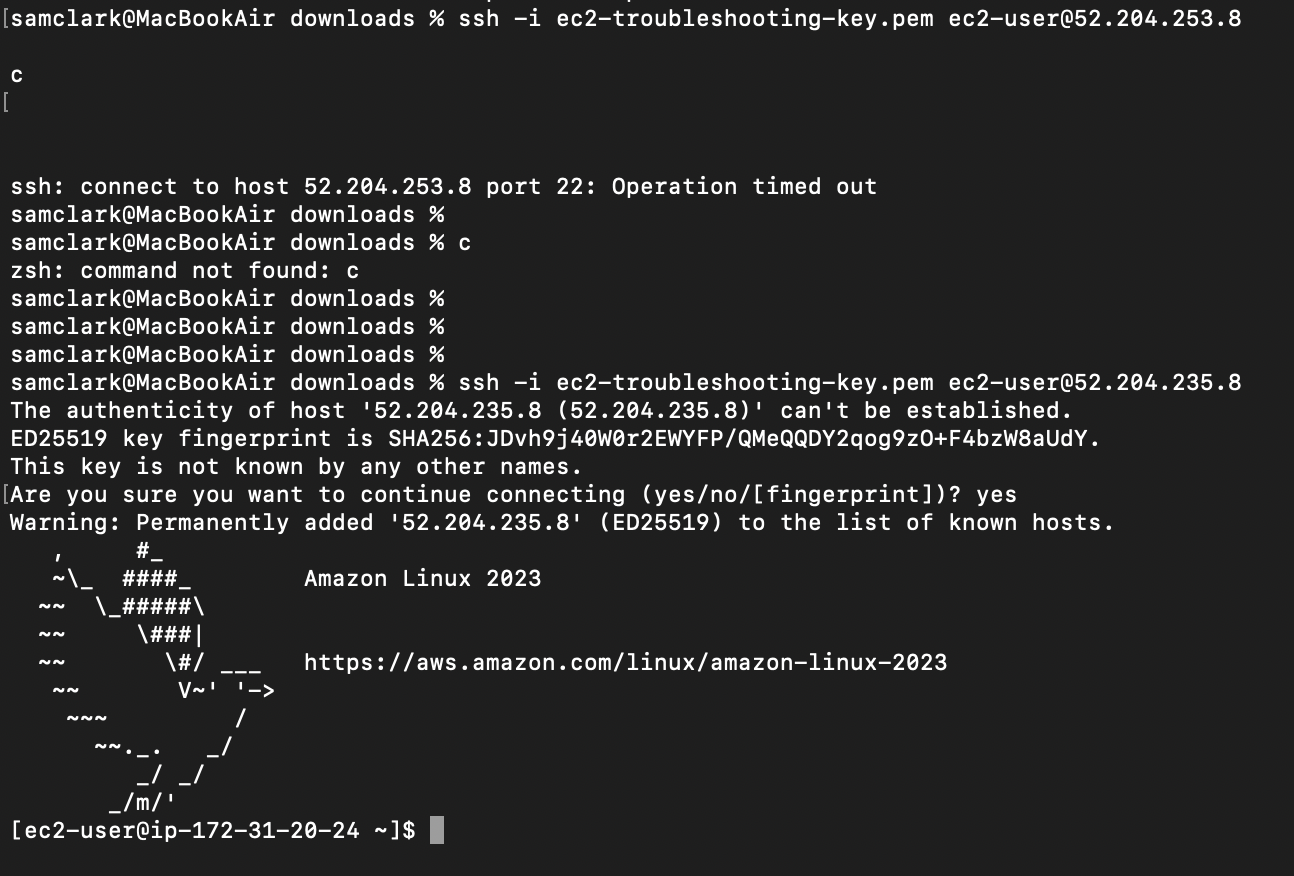 [samclark@MacBookAir downloads % ssh -i ec2-troubleshooting-key.pem ec2-user@52.204.253.8
c
[
ssh: connect to host 52.204.253.8 port 22: Operation timed out
samclark@MacBookAir downloads %
samclark@MacBookAir downloads % c
zsh: command not found: c
samclark@MacBookAir downloads %
samclark@MacBookAir downloads %
samclark@MacBookAir downloads %
samclark@MacBookAir downloads % ssh -i ec2-troubleshooting-key.pem ec2-user@52.204.235.8
The authenticity of host '52.204.235.8 (52.204.235.8)' can't be established.
ED25519 key fingerprint is SHA256:JDvh9j40W0r2EWYFP/QMeQQDY2qog9zO+F4bzW8aUdY.
This key is not known by any other names.
[Are you sure you want to continue connecting (yes/no/[fingerprint])? yes
Warning: Permanently added '52.204.235.8' (ED25519) to the list of known hosts.
   ,     #_
   ~\_  ####_        Amazon Linux 2023
  ~~  \_#####\
  ~~     \###|
  ~~       \#/ ___   https://aws.amazon.com/linux/amazon-linux-2023
   ~~       V~' '->
    ~~~         /
      ~~._.   _/
         _/ _/
       _/m/'
[ec2-user@ip-172-31-20-24 ~]$